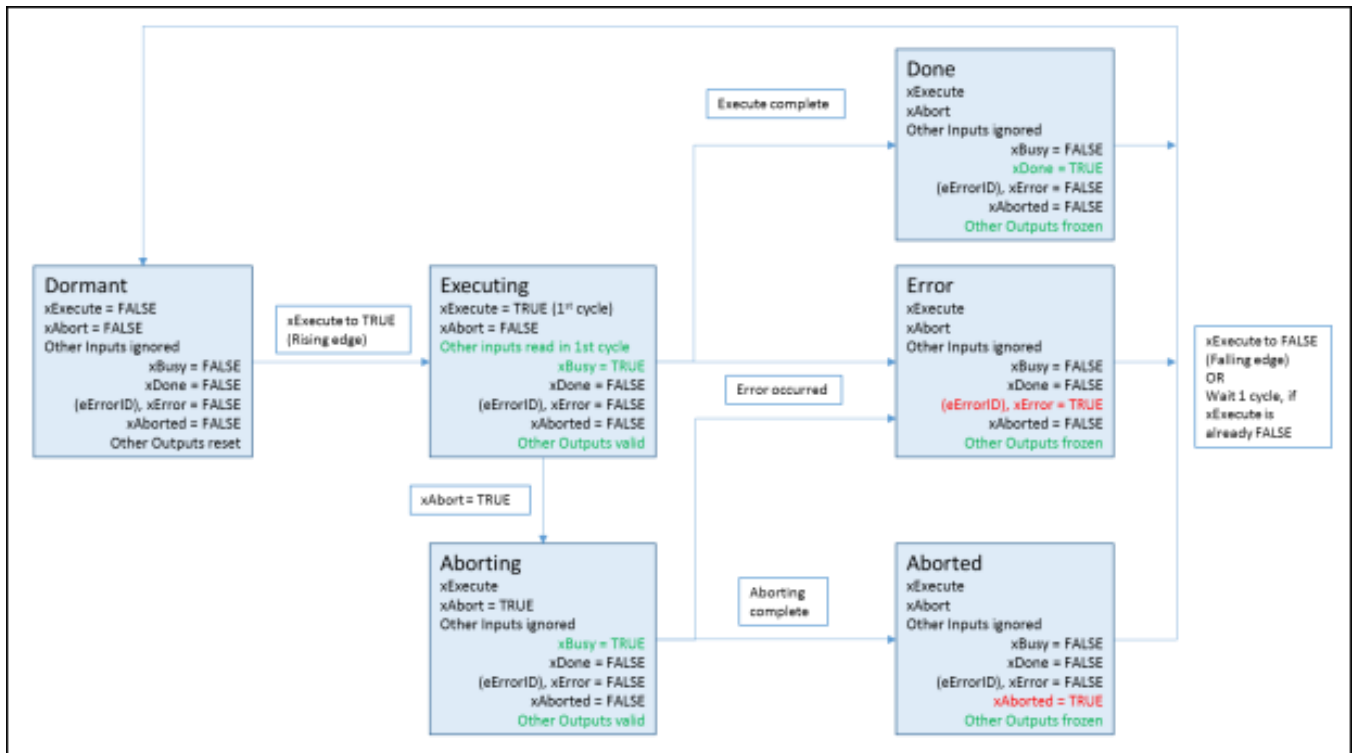 Done
xExecute
xAbort
Other Inputs ignored
xBusy = FALSE
xDone = TRUE
(eErrorID), xError = FALSE
xAborted = FALSE
Other Outputs frozen
Execute complete
Dormant
xExecute = FALSE
xAbort = FALSE
Other Inputs ignored
xBusy = FALSE
xDone = FALSE
(eErrorID), xError = FALSE
xAborted = FALSE
Other Outputs reset
xExecute to TRUE
(Rising edge)
Executing
xExecute = TRUE (1st cycle)
xAbort = FALSE
Other inputs read in 1st cycle
xBusy = TRUE
xDone = FALSE
(eErrorID), xError = FALSE
xAborted = FALSE
Other Outputs valid
Error occurred
Error
xExecute
xAbort
Other Inputs ignored
xBusy = FALSE
xDone = FALSE
(eErrorID), xError = TRUE
xAborted = FALSE
Other Outputs frozen
xExecute to FALSE
(Falling edge)
OR
Wait 1 cycle, if
xExecute is
already FALSE
xAbort = TRUE
Aborting
xExecute
xAbort = TRUE
Other Inputs ignored
xBusy = TRUE
xDone = FALSE
(eErrorID), xError = FALSE
xAborted = FALSE
Other Outputs valid
Aborting
complete
Aborted
xExecute
xAbort
Other Inputs ignored
xBusy = FALSE
xDone = FALSE
(eErrorID), xError = FALSE
xAborted = TRUE
Other Outputs frozen